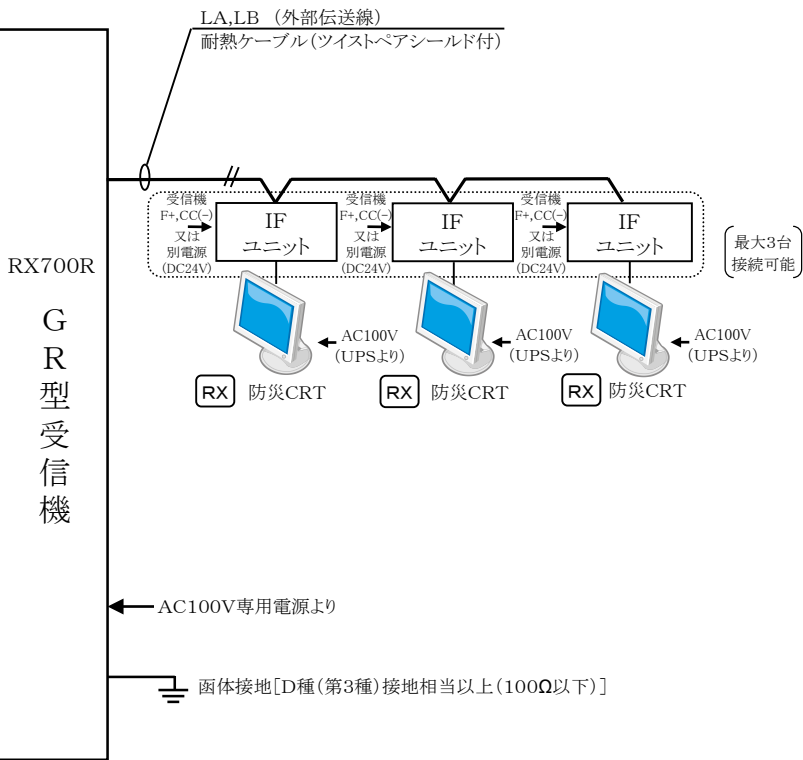 LA,LB (外部伝送線)
耐熱ケーブル(ツイストペアシールド付)
受信機
F+,CC(-)
又は
別電源
(DC24V)
IF
ユニット
受信機
F+,CC(-)
又は
別電源
(DC24V)
IF
ユニット
受信機
F+,CC(-)
又は
別電源
(DC24V)
IF
ユニット
最大3台
接続可能
RX700R
GR型受信機
AC100V
(UPSより)
AC100V
(UPSより)
AC100V
(UPSより)
RX 防災CRT
RX 防災CRT
RX 防災CRT
AC100V専用電源より
函体接地[D種(第3種)接地相当以上(100Ω以下)]